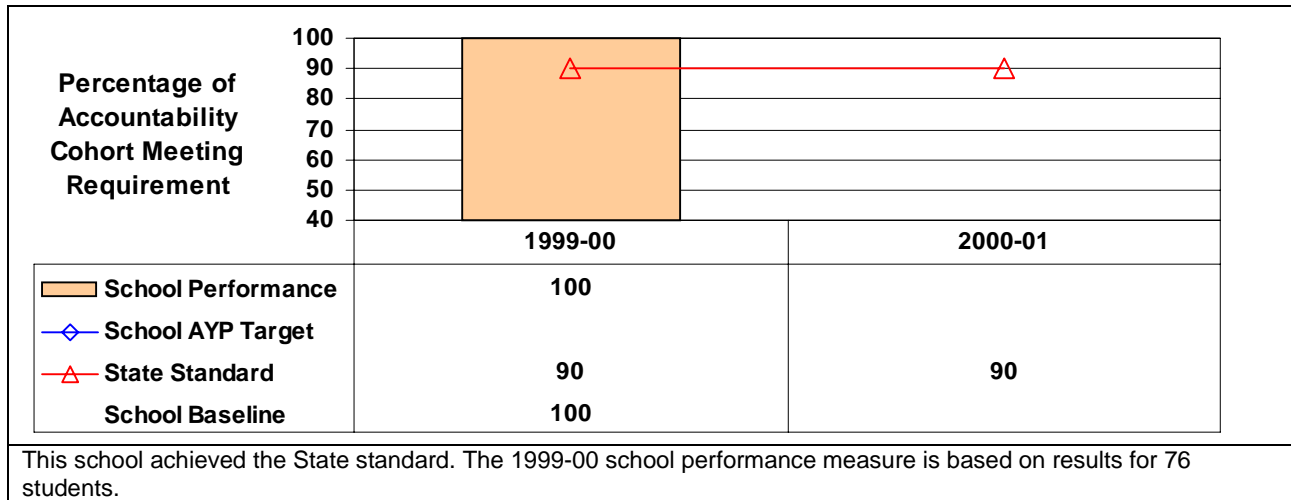 Percentage of
Accountability
Cohort Meeting
Requirement
100
90
80
70
60
50
40
1999-00 2000-01
School Performance 100
School AYP Target
State Standard 90 90
School Baseline 100
This school achieved the State standard. The 1999-00 school performance measure is based on results for 76
students.